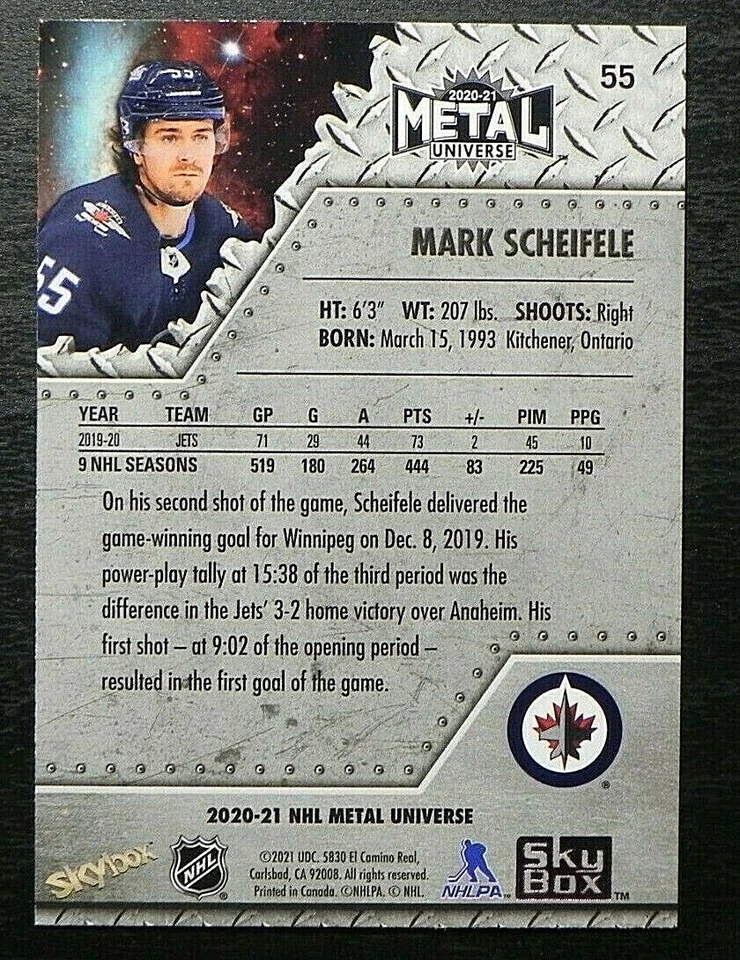 55
55
2020-21
METAL
UNIVERSE
55
MARK SCHEIFELE
HT: 6'3" WT: 207 lbs. SHOOTS: Right
BORN: March 15, 1993 Kitchener, Ontario
YEAR TEAM GP G A PTS +/- PIM PPG
2019-20 JETS 71 29 44 73 2 45 10
9 NHL SEASONS 519 180 264 444 83 225 49
On his second shot of the game, Scheifele delivered the
game-winning goal for Winnipeg on Dec. 8, 2019. His
power-play tally at 15:38 of the third period was the
difference in the Jets' 3-2 home victory over Anaheim. His
first shot – at 9:02 of the opening period –
resulted in the first goal of the game.
®
2020-21 NHL METAL UNIVERSE
Skybox
NHL
®
©2021 UDC. 5830 El Camino Real,
Carlsbad, CA 92008. All rights reserved.
Printed in Canada. ©NHLPA. © NHL.
NHLPA™
Sky
Box™